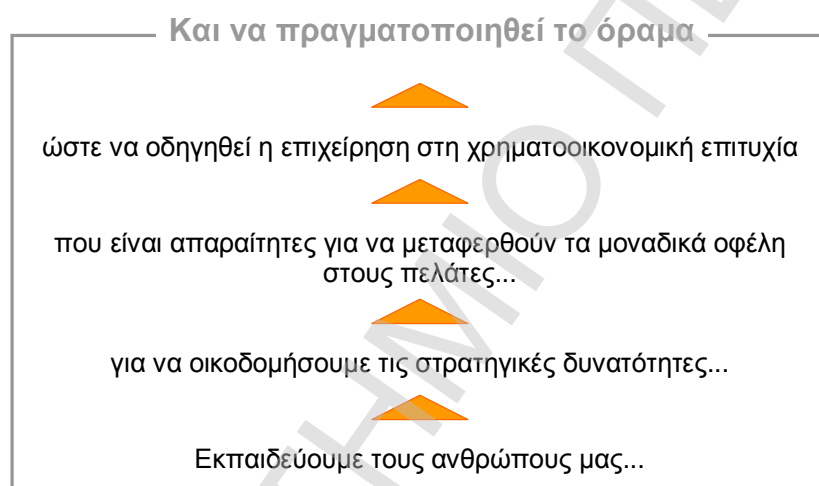 Και να πραγματοποιηθεί το όραμα
ώστε να οδηγηθεί η επιχείρηση στη χρηματοοικονομική επιτυχία
που είναι απαραίτητες για να μεταφερθούν τα μοναδικά οφέλη
στους πελάτες...
για να οικοδομήσουμε τις στρατηγικές δυνατότητες...
Εκπαιδεύουμε τους ανθρώπους μας...